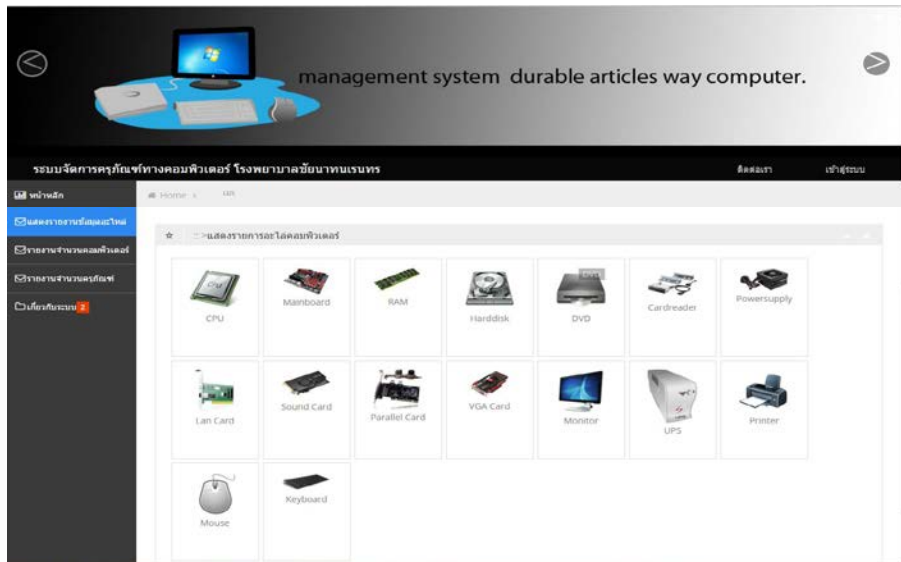 management system durable articles way computer.
ระบบจัดการครุภัณฑ์ทางคอมพิวเตอร์ โรงพยาบาลชัยนาทนเรนทร
ติดต่อเรา
เข้าสู่ระบบ
หน้าหลัก
Home
แสดงรายงานข้อมูลอะไหล่
รายงานจำนวนคอมพิวเตอร์
รายงานจำนวนครุภัณฑ์
เกี่ยวกับระบบ 2
::>แสดงรายการอะไล่คอมพิวเตอร์
CPU
Mainboard
RAM
Harddisk
DVD
Cardreader
Powersupply
Lan Card
Sound Card
Parallel Card
VGA Card
Monitor
UPS
Printer
Mouse
Keyboard